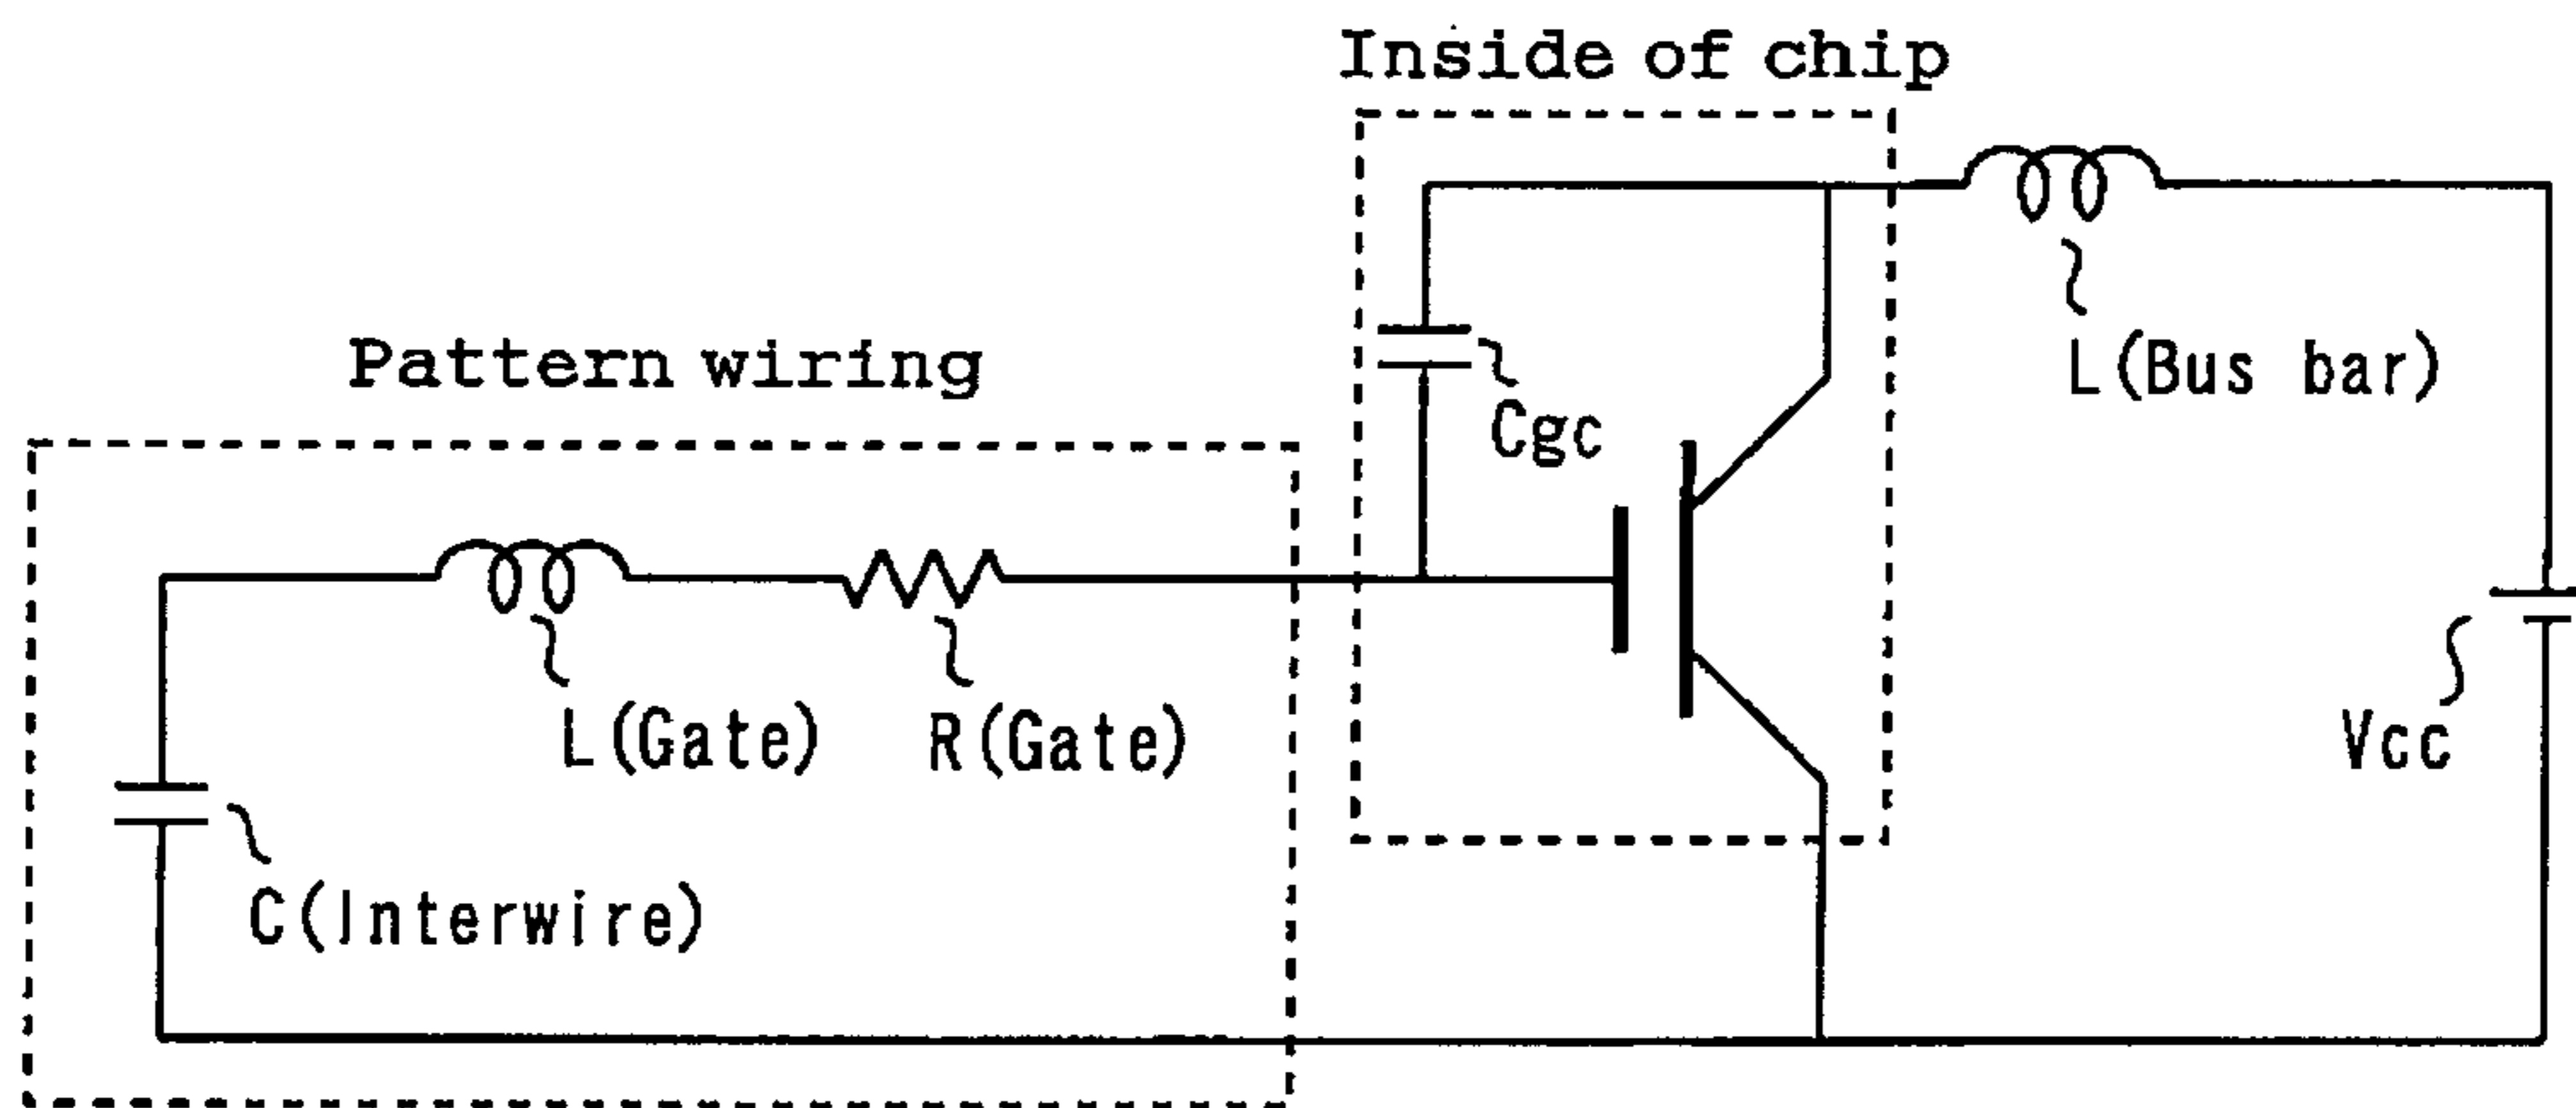 Inside of chip
L(Bus bar)
Pattern wiring
Cgc
L(Gate)
R(Gate)
Vcc
C(Interwire)